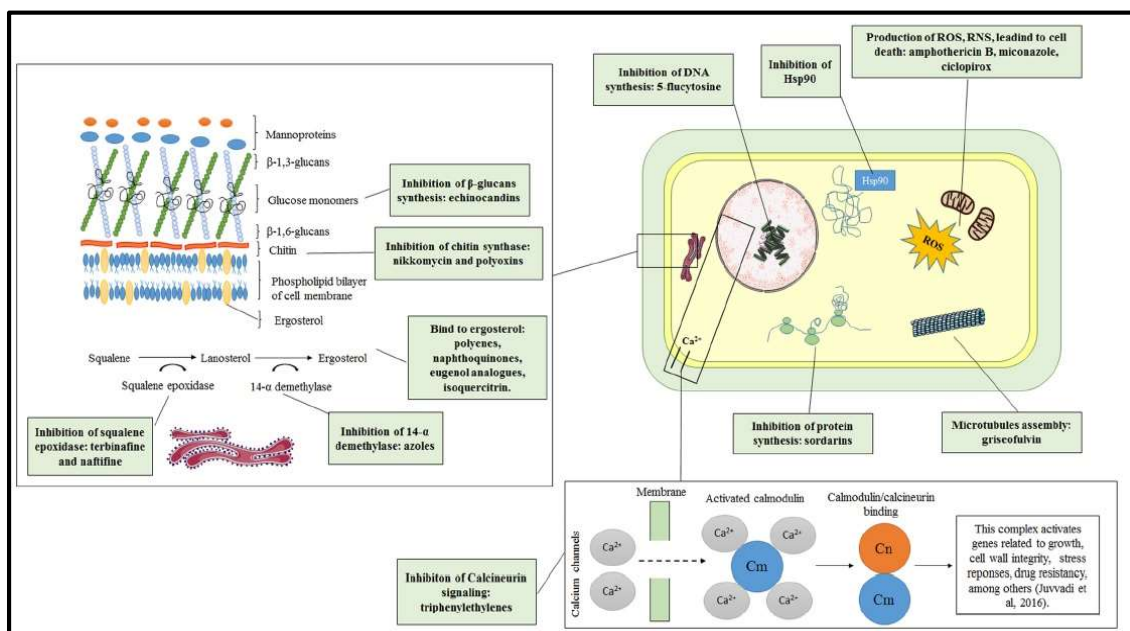 Mannoproteins
β-1,3-glucans
Glucose monomers
β-1,6-glucans
Chitin
Phospholipid bilayer
of cell membrane
Ergosterol
Inhibition of β-glucans
synthesis: echinocandins
Inhibition of chitin synthase:
nikkomycin and polyoxins
Bind to ergosterol:
polyenes,
naphthoquinones,
eugenol analogues,
isoquercitrin.
Squalene
Lanosterol
Ergosterol
Squalene epoxidase
14-α demethylase
Inhibition of squalene
epoxidase: terbinafine
and naftifine
Inhibition of 14-α
demethylase: azoles
Inhibition of DNA
synthesis: 5-flucytosine
Inhibition of
Hsp90
Production of ROS, RNS, leadind to cell
death: amphothericin B, miconazole,
ciclopirox
Hsp90
ROS
Ca²⁺
Inhibition of protein
synthesis: sordarins
Microtubules assembly:
griseofulvin
Inhibiton of Calcineurin
signaling:
triphenylethylenes
Calcium channels
Membrane
Ca²⁺
Ca²⁺
Activated calmodulin
Ca²⁺
Ca²⁺
Cm
Ca²⁺
Ca²⁺
Calmodulin/calcineurin
binding
Cn
Cm
This complex activates
genes related to growth,
cell wall integrity, stress
reponses, drug resistancy,
among others (Juvvadi et
al, 2016).